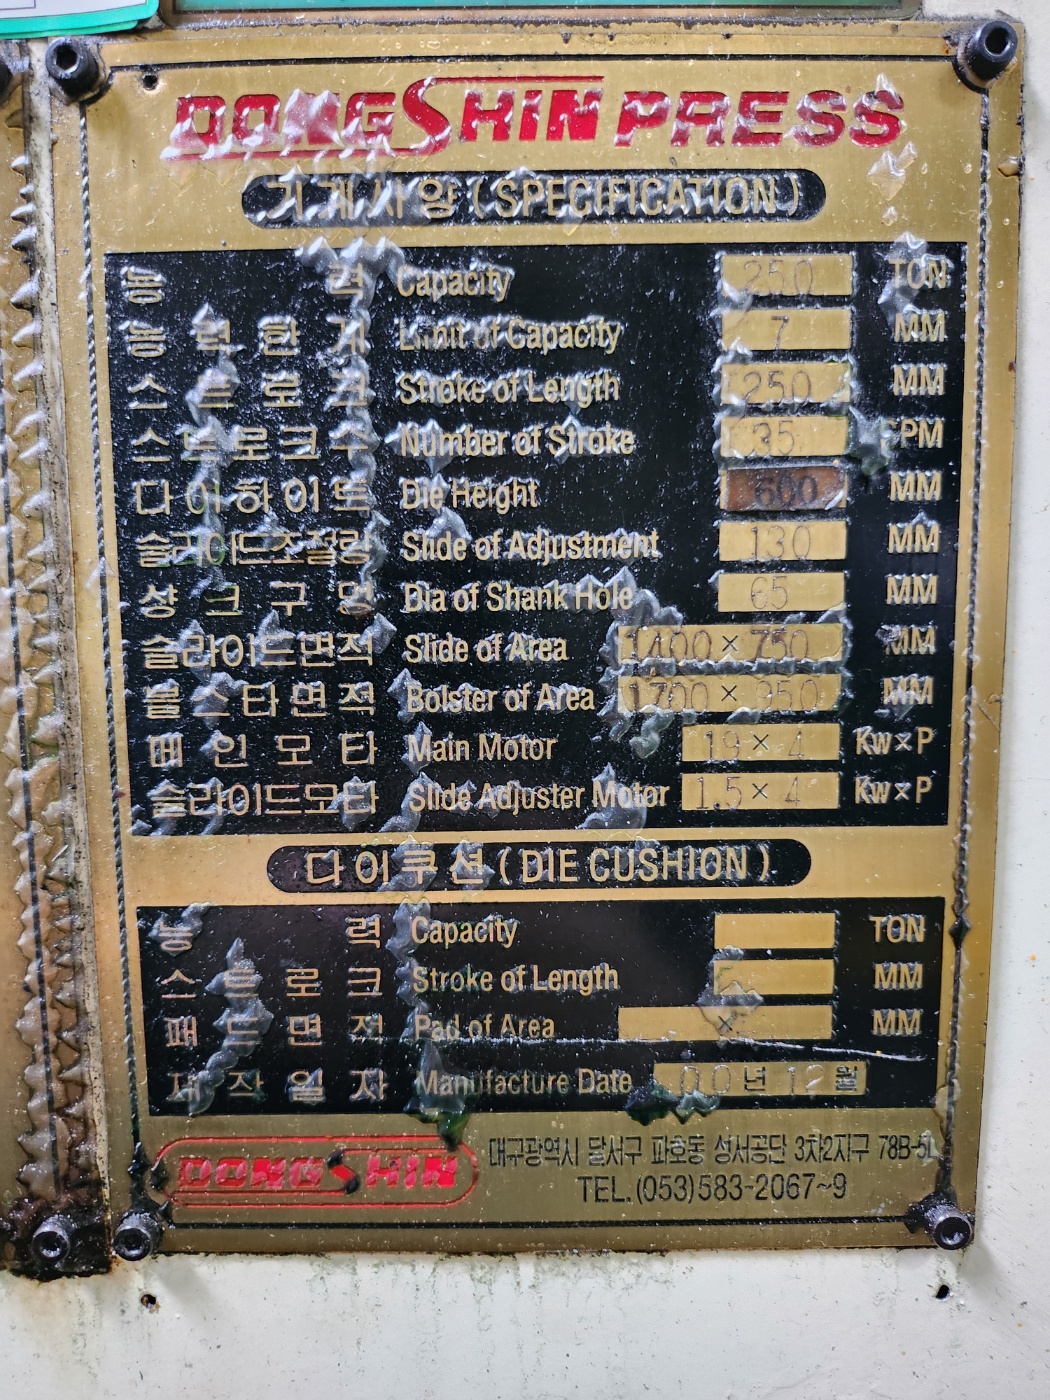 DONGSHIN PRESS
기계사양 (SPECIFICATION)
능 력 Capacity 250 TON
능력한계 Limit of Capacity 7 MM
스트로크 Stroke of Length 250 MM
스트로크수 Number of Stroke 35 SPM
다이하이트 Die Height 600 MM
슬라이드조절량 Slide of Adjustment 130 MM
생크구멍 Dia of Shank Hole 65 MM
슬라이드면적 Slide of Area 1400 × 750 MM
볼스타면적 Bolster of Area 1700 × 950 MM
메인모타 Main Motor 19 × 4 Kw×P
슬라이드모타 Slide Adjuster Motor 1.5 × 4 Kw×P
다이쿠션 (DIE CUSHION)
능 력 Capacity TON
스트로크 Stroke of Length MM
패드면적 Pad of Area × MM
제작일자 Manufacture Date 00년 12월
DONGSHIN
대구광역시 달서구 파호동 성서공단 3차2지구 78B-5L
TEL.(053)583-2067~9